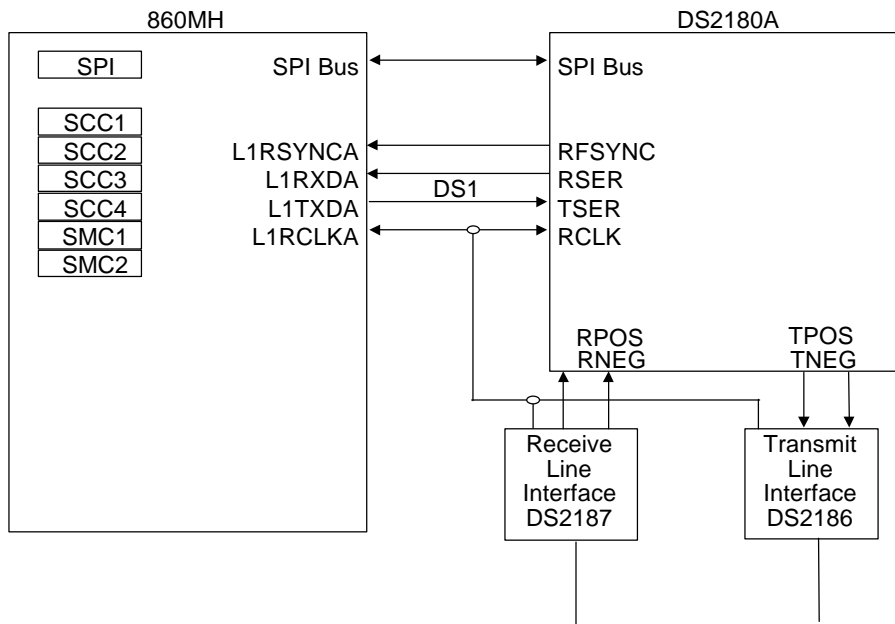 860MH
DS2180A
SPI
SPI Bus
SPI Bus
SCC1
SCC2
L1RSYNCA
RFSYNC
SCC3
L1RXDA
RSER
DS1
SCC4
L1TXDA
TSER
SMC1
L1RCLKA
RCLK
SMC2
RPOS
RNEG
TPOS
TNEG
Receive
Line
Interface
DS2187
Transmit
Line
Interface
DS2186